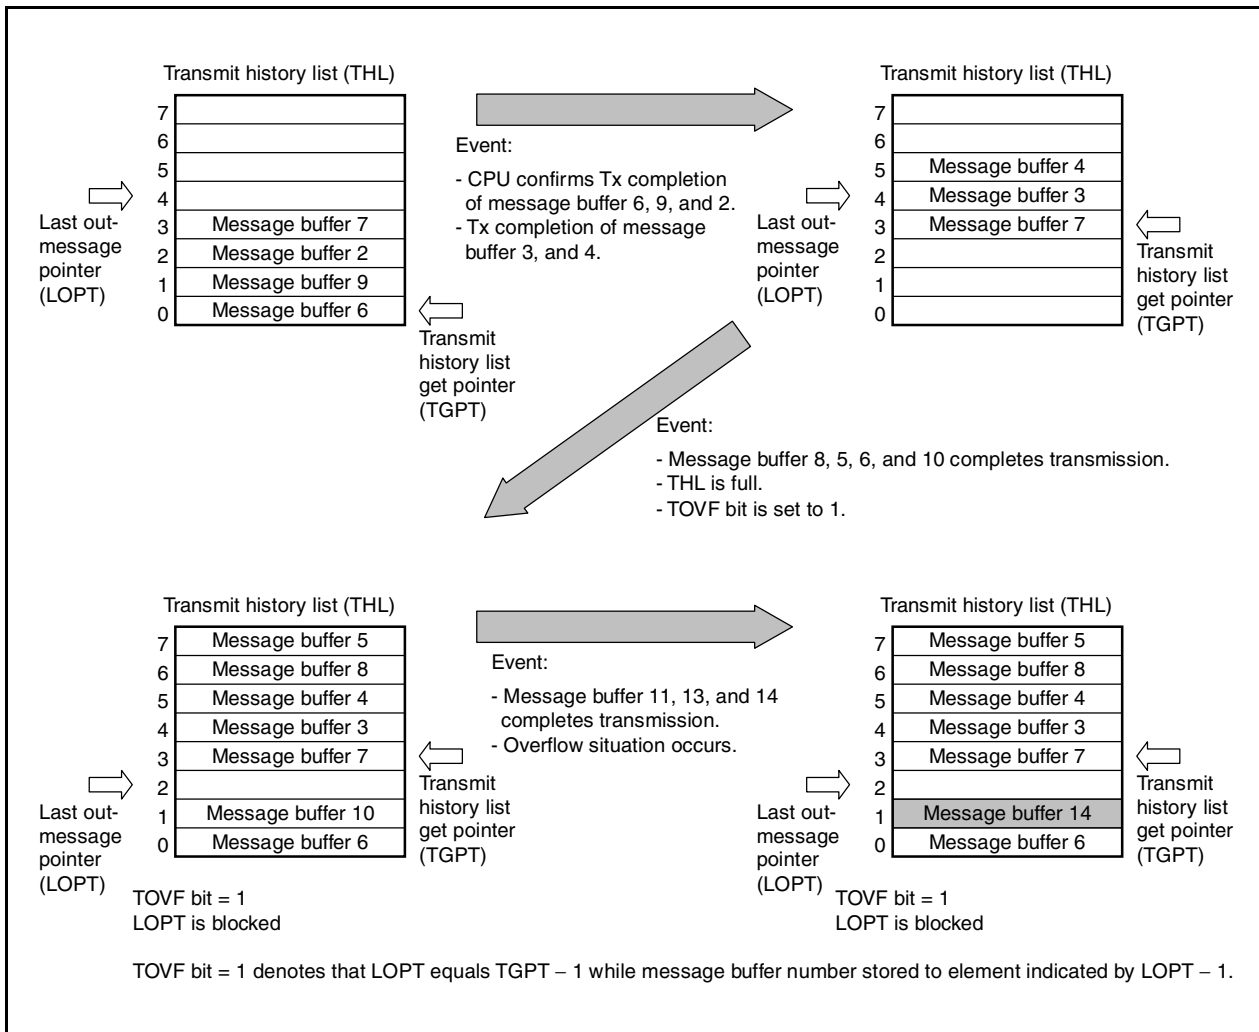 Transmit history list (THL)
7
6
5
4
3 Message buffer 7
2 Message buffer 2
1 Message buffer 9
0 Message buffer 6
Last out-
message
pointer
(LOPT)
Transmit
history list
get pointer
(TGPT)
Event:
- CPU confirms Tx completion
of message buffer 6, 9, and 2.
- Tx completion of message
buffer 3, and 4.
Transmit history list (THL)
7
6
5 Message buffer 4
4 Message buffer 3
3 Message buffer 7
2
1
0
Last out-
message
pointer
(LOPT)
Transmit
history list
get pointer
(TGPT)
Event:
- Message buffer 8, 5, 6, and 10 completes transmission.
- THL is full.
- TOVF bit is set to 1.
Transmit history list (THL)
7 Message buffer 5
6 Message buffer 8
5 Message buffer 4
4 Message buffer 3
3 Message buffer 7
2
1 Message buffer 10
0 Message buffer 6
Last out-
message
pointer
(LOPT)
Transmit
history list
get pointer
(TGPT)
TOVF bit = 1
LOPT is blocked
Event:
- Message buffer 11, 13, and 14
completes transmission.
- Overflow situation occurs.
Transmit history list (THL)
7 Message buffer 5
6 Message buffer 8
5 Message buffer 4
4 Message buffer 3
3 Message buffer 7
2
1 Message buffer 14
0 Message buffer 6
Last out-
message
pointer
(LOPT)
Transmit
history list
get pointer
(TGPT)
TOVF bit = 1
LOPT is blocked
TOVF bit = 1 denotes that LOPT equals TGPT − 1 while message buffer number stored to element indicated by LOPT − 1.